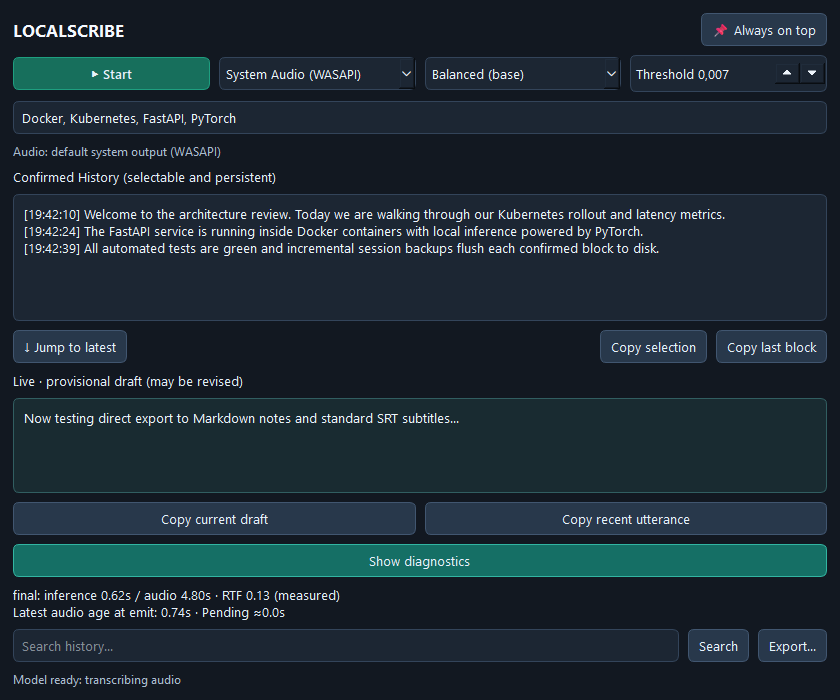 LOCALSCRIBE
📌 Always on top
▶ Start
System Audio (WASAPI)
Balanced (base)
Threshold 0,007
Docker, Kubernetes, FastAPI, PyTorch
Audio: default system output (WASAPI)
Confirmed History (selectable and persistent)
[19:42:10] Welcome to the architecture review. Today we are walking through our Kubernetes rollout and latency metrics.
[19:42:24] The FastAPI service is running inside Docker containers with local inference powered by PyTorch.
[19:42:39] All automated tests are green and incremental session backups flush each confirmed block to disk.
↓ Jump to latest
Copy selection
Copy last block
Live · provisional draft (may be revised)
Now testing direct export to Markdown notes and standard SRT subtitles...
Copy current draft
Copy recent utterance
Show diagnostics
final: inference 0.62s / audio 4.80s · RTF 0.13 (measured)
Latest audio age at emit: 0.74s · Pending ≈0.0s
Search history...
Search
Export...
Model ready: transcribing audio